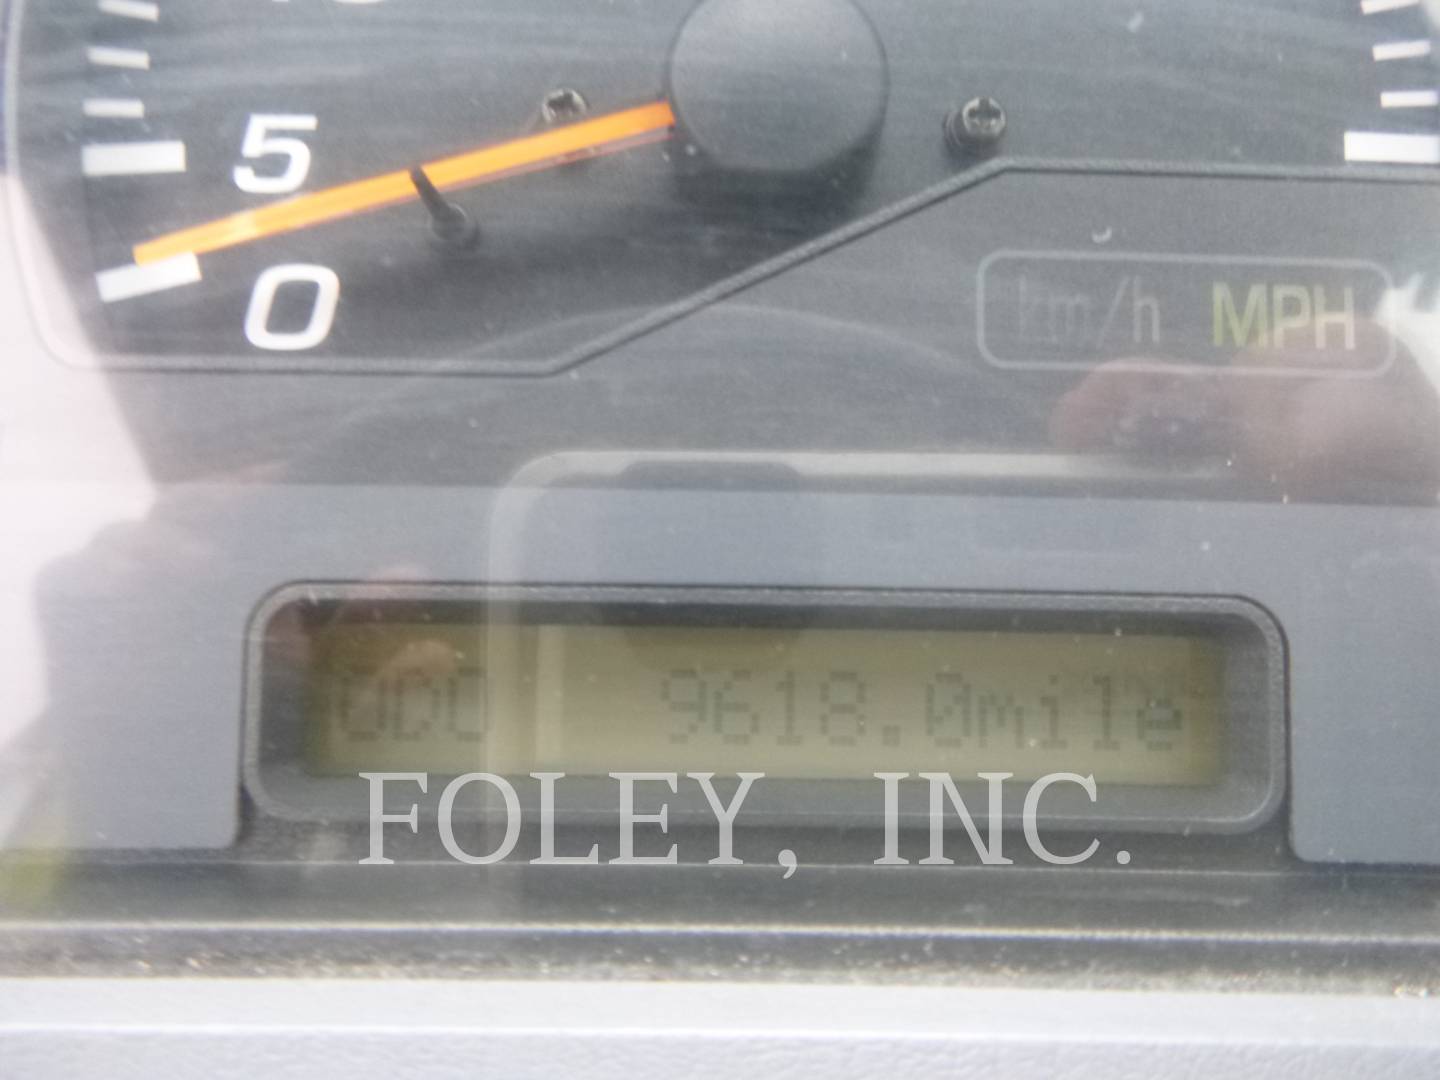 5
0
km/h MPH
ODO 9618.0mile
FOLEY, INC.